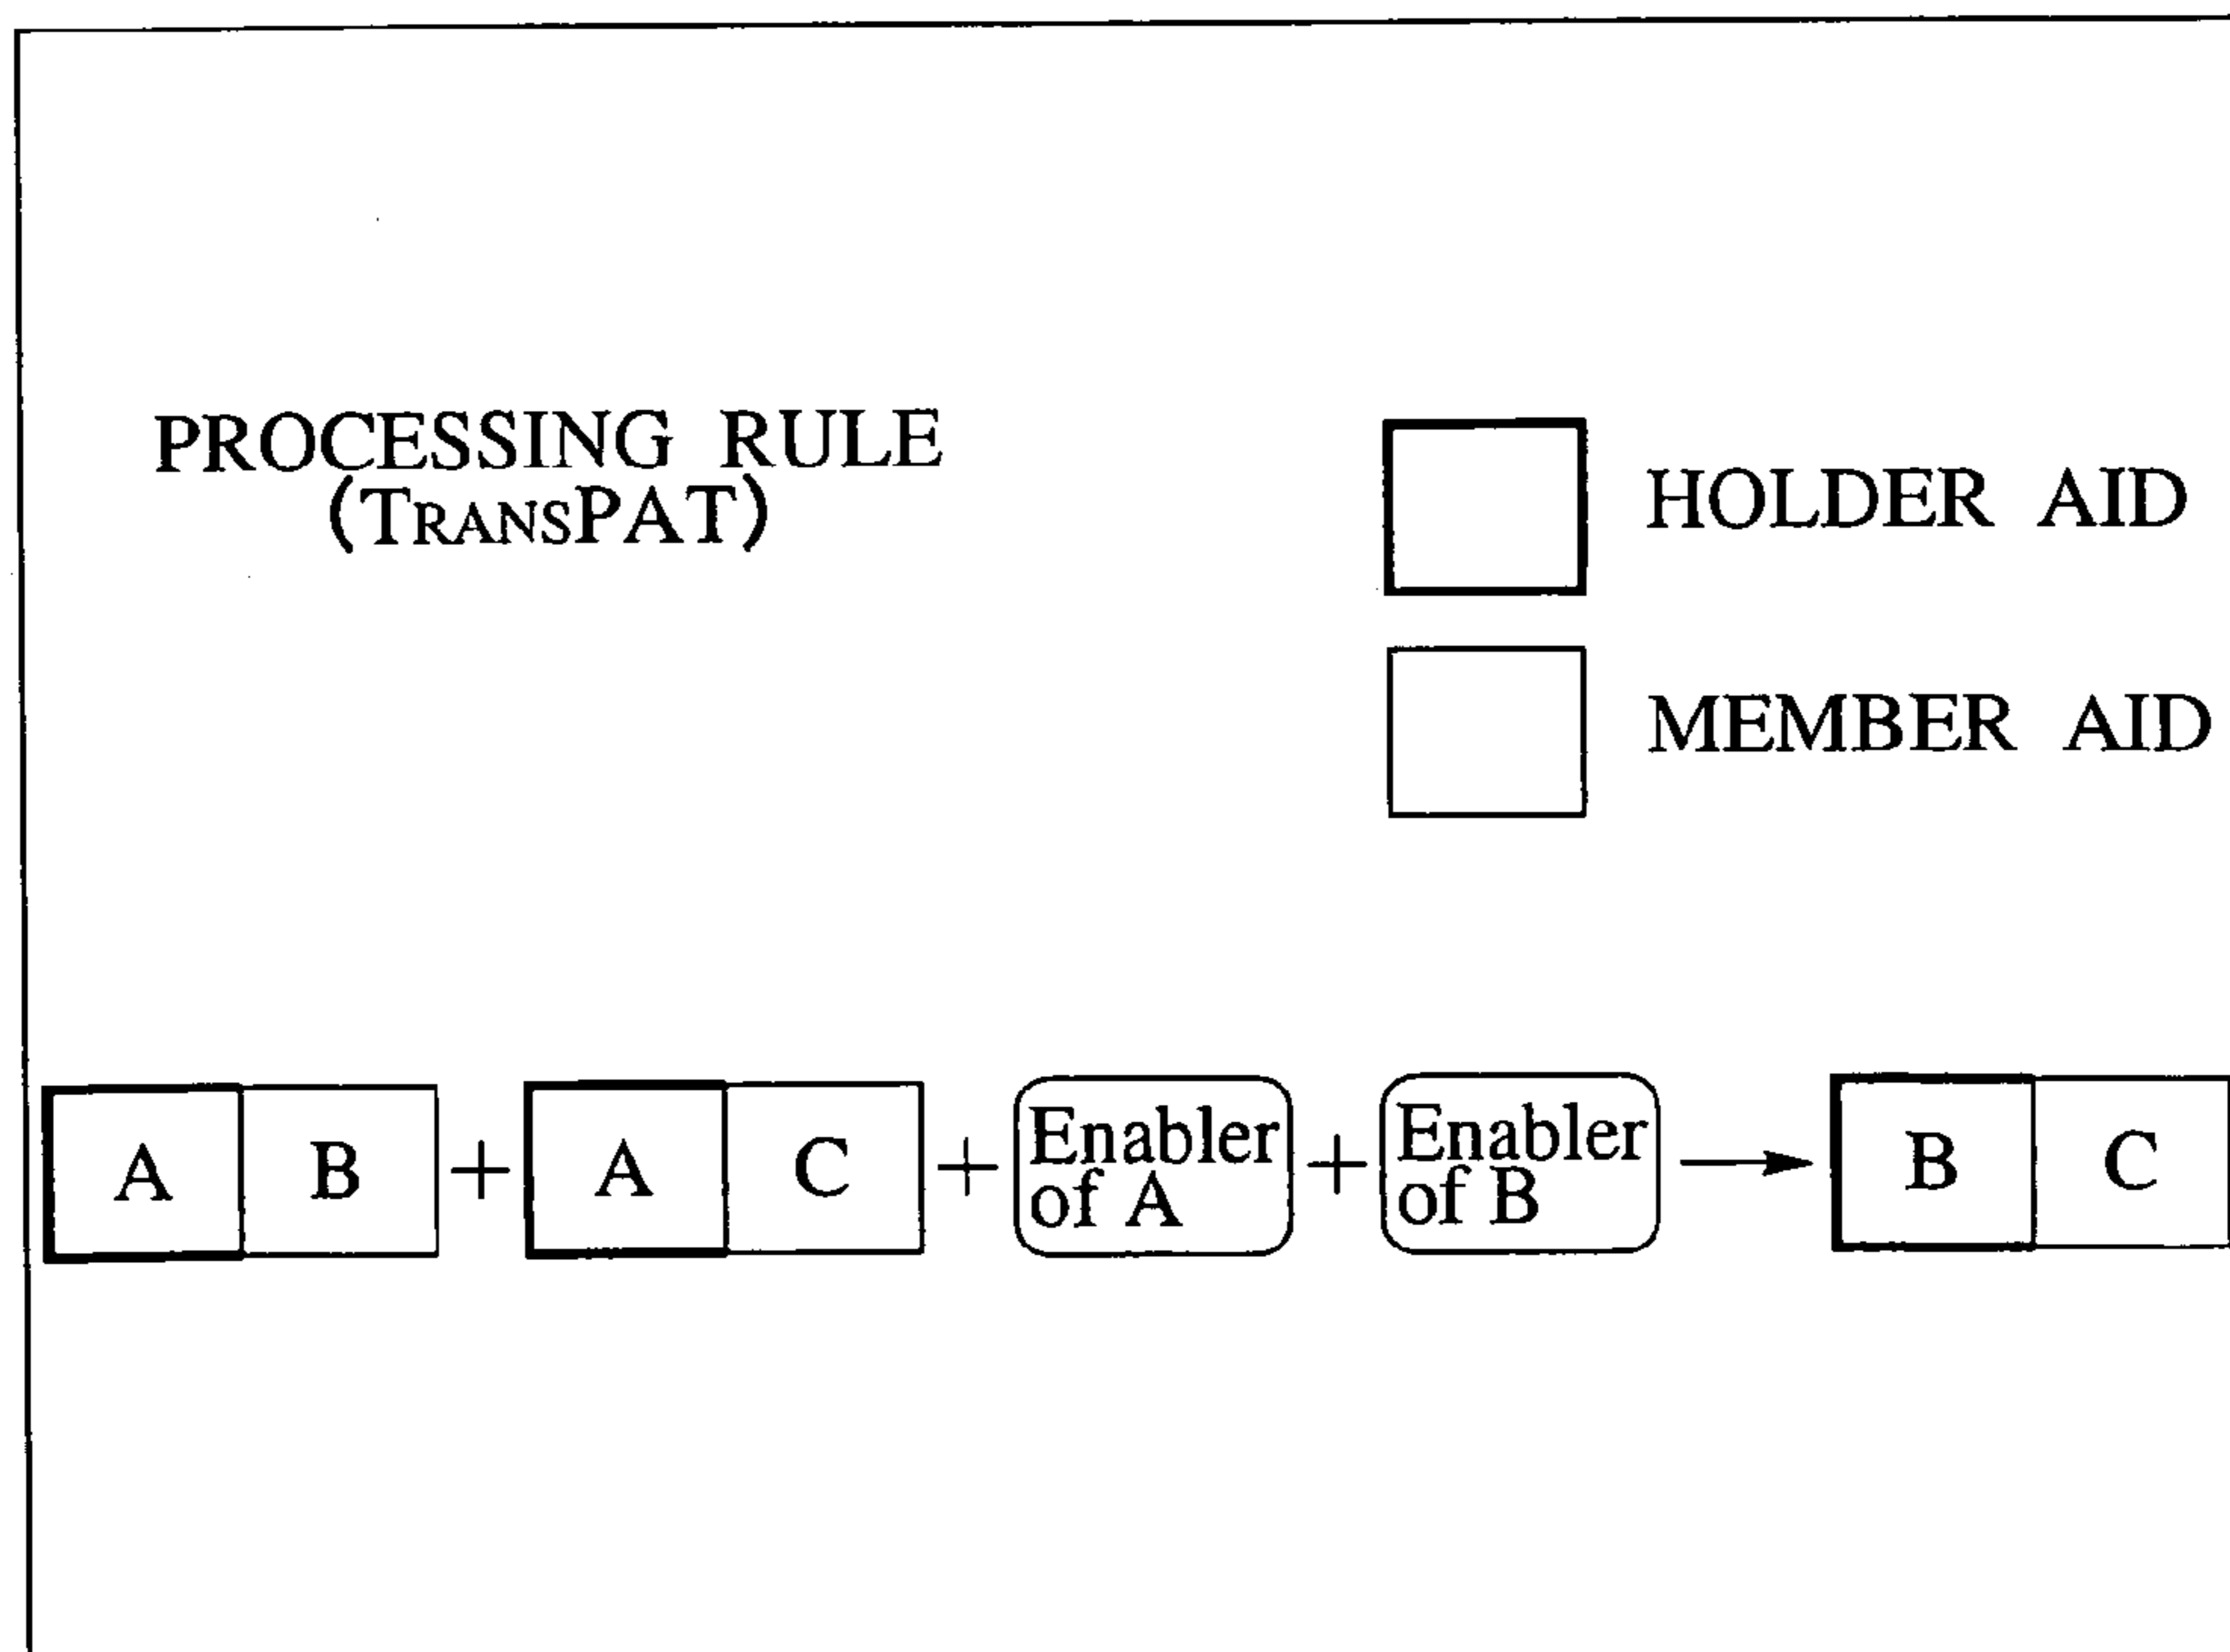 PROCESSING RULE
(TRANSPAT)
HOLDER AID
MEMBER AID
A B + A C + Enabler of A + Enabler of B → B C